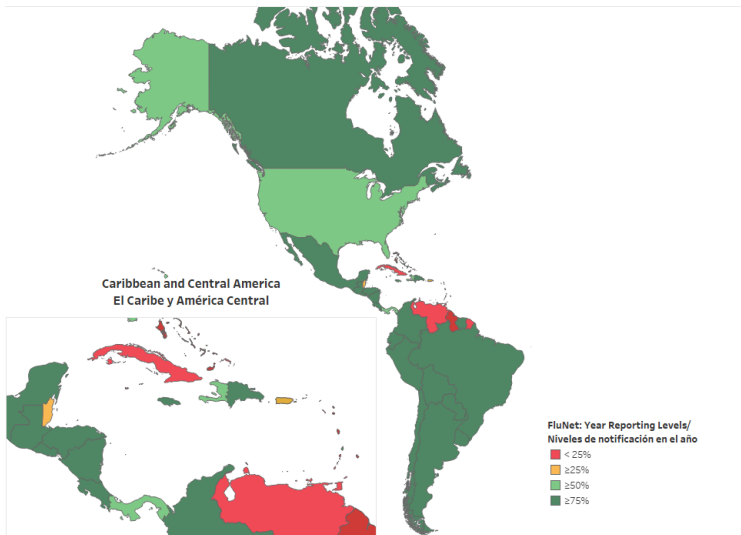 Caribbean and Central America
El Caribe y América Central
FluNet: Year Reporting Levels/
Niveles de notificación en el año
< 25%
≥25%
≥50%
≥75%